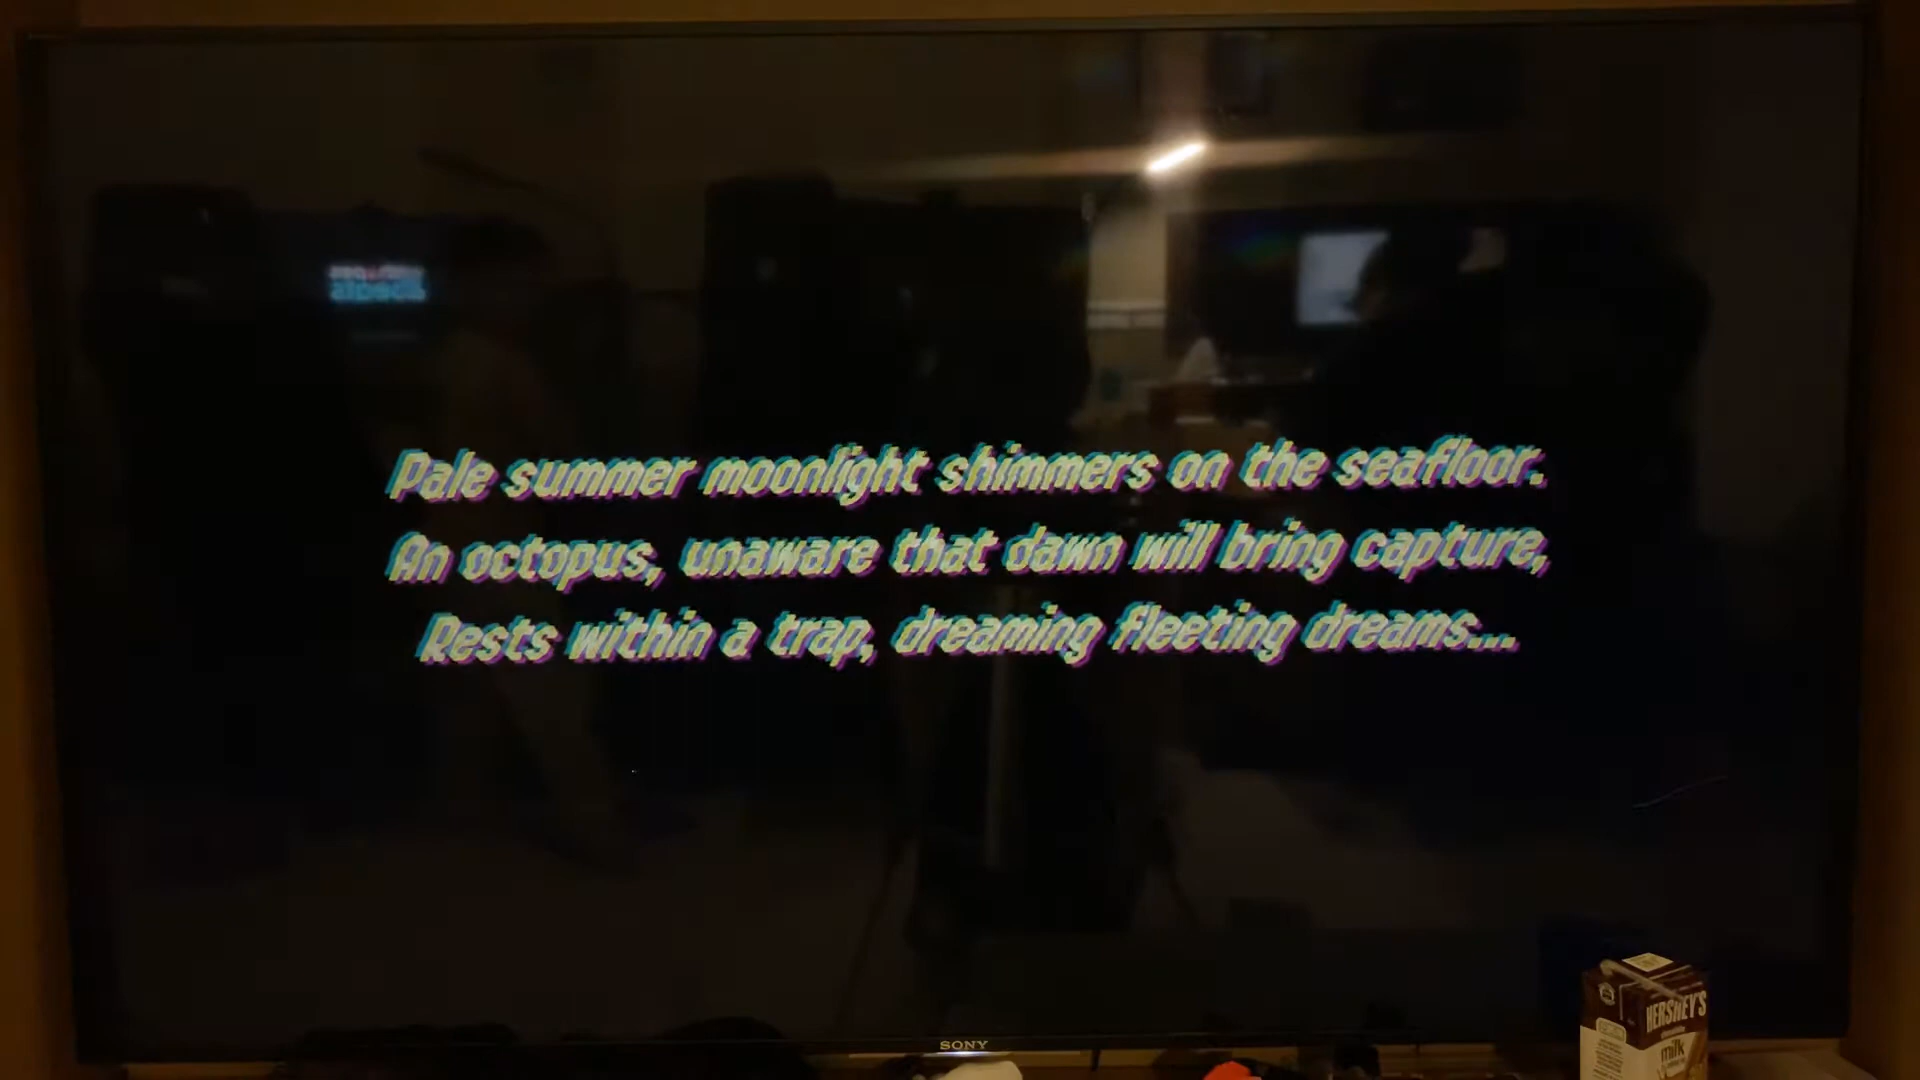 Pale summer moonlight shimmers on the seafloor.
An octopus, unaware that dawn will bring capture,
Rests within a trap, dreaming fleeting dreams...
SONY
HERSHEY'S
milk